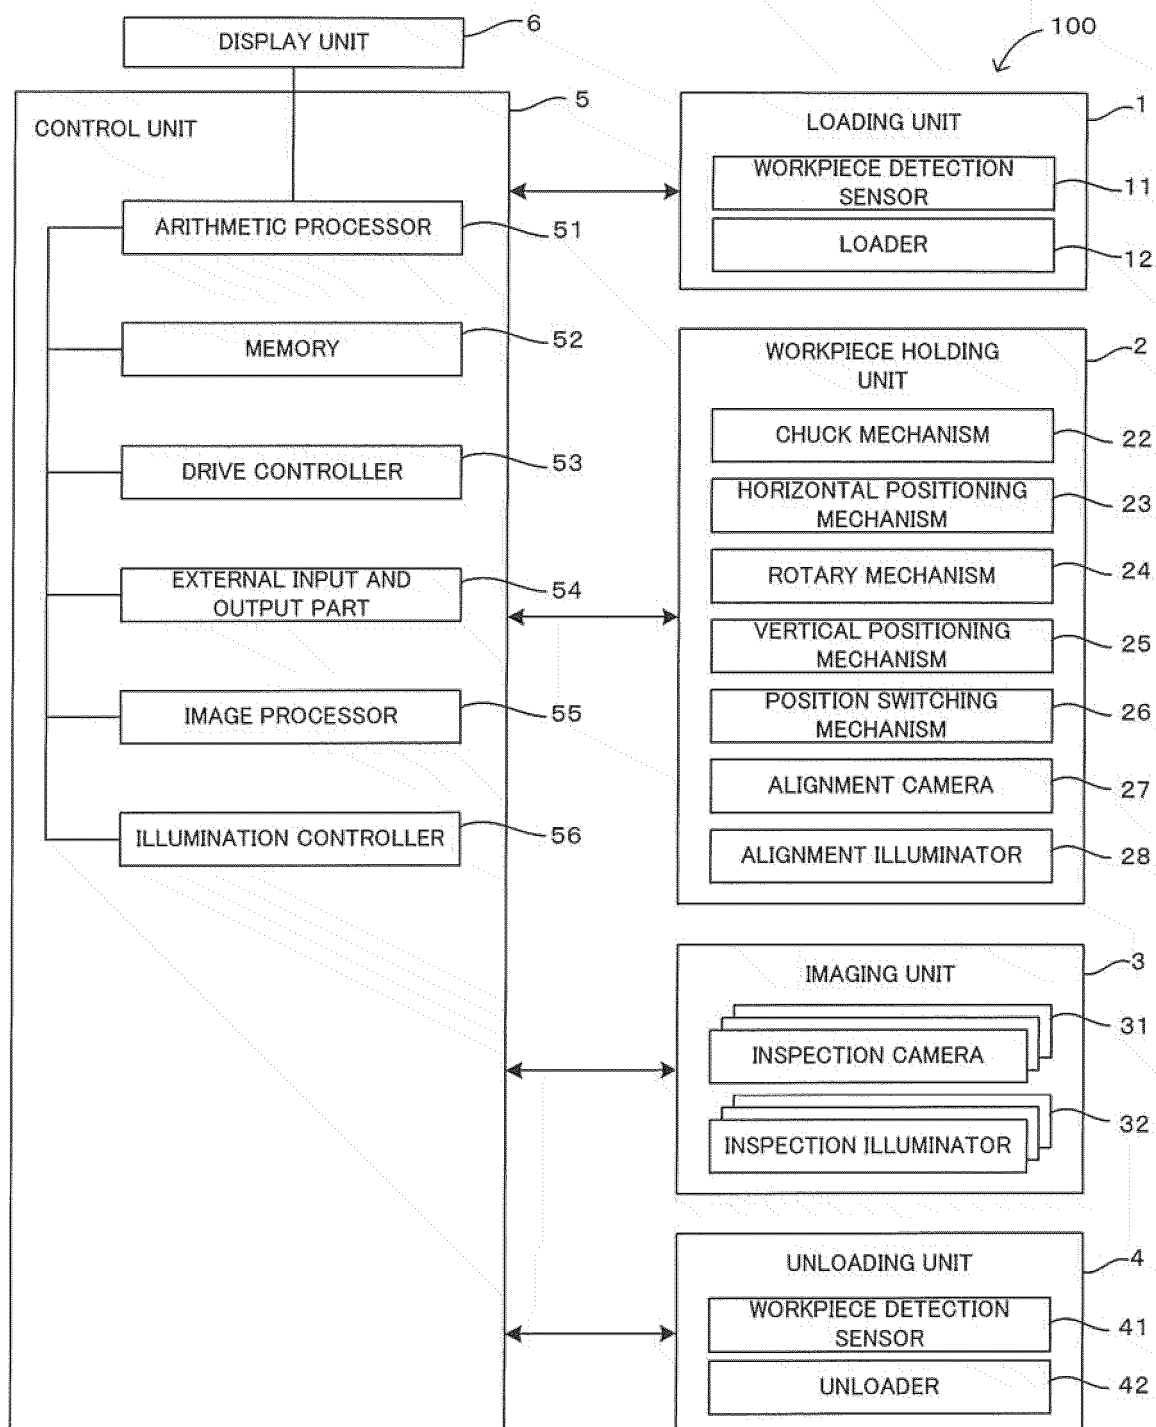 DISPLAY UNIT
6
100
CONTROL UNIT
5
ARITHMETIC PROCESSOR
51
MEMORY
52
DRIVE CONTROLLER
53
EXTERNAL INPUT AND
OUTPUT PART
54
IMAGE PROCESSOR
55
ILLUMINATION CONTROLLER
56
LOADING UNIT
1
WORKPIECE DETECTION
SENSOR
11
LOADER
12
WORKPIECE HOLDING
UNIT
2
CHUCK MECHANISM
22
HORIZONTAL POSITIONING
MECHANISM
23
ROTARY MECHANISM
24
VERTICAL POSITIONING
MECHANISM
25
POSITION SWITCHING
MECHANISM
26
ALIGNMENT CAMERA
27
ALIGNMENT ILLUMINATOR
28
IMAGING UNIT
3
INSPECTION CAMERA
31
INSPECTION ILLUMINATOR
32
UNLOADING UNIT
4
WORKPIECE DETECTION
SENSOR
41
UNLOADER
42